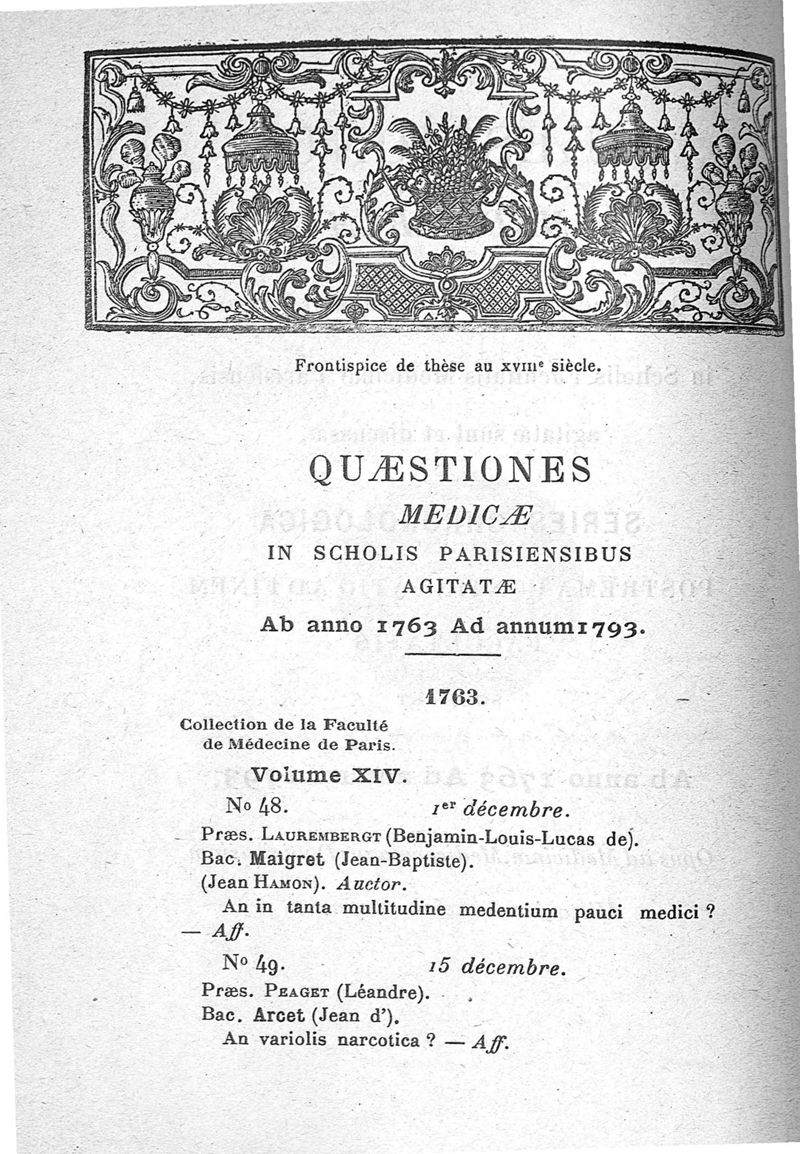 Frontispice de thèse au XVIIIe siècle.
QUÆSTIONES
MEDICÆ
IN SCHOLIS PARISIENSIBUS
AGITATÆ
Ab anno 1763 Ad annum1793.
1763.
Collection de la Faculté
de Médecine de Paris.
Volume XIV.
No 48. 1er décembre.
Præs. LAUREMBERGT (Benjamin-Louis-Lucas de).
Bac. Maigret (Jean-Baptiste).
(Jean HAMON). Auctor.
An in tanta multitudine medentium pauci medici ?
— Aff.
No 49. 15 décembre.
Præs. PEAGET (Léandre).
Bac. Arcet (Jean d’).
An variolis narcotica ? — Aff.